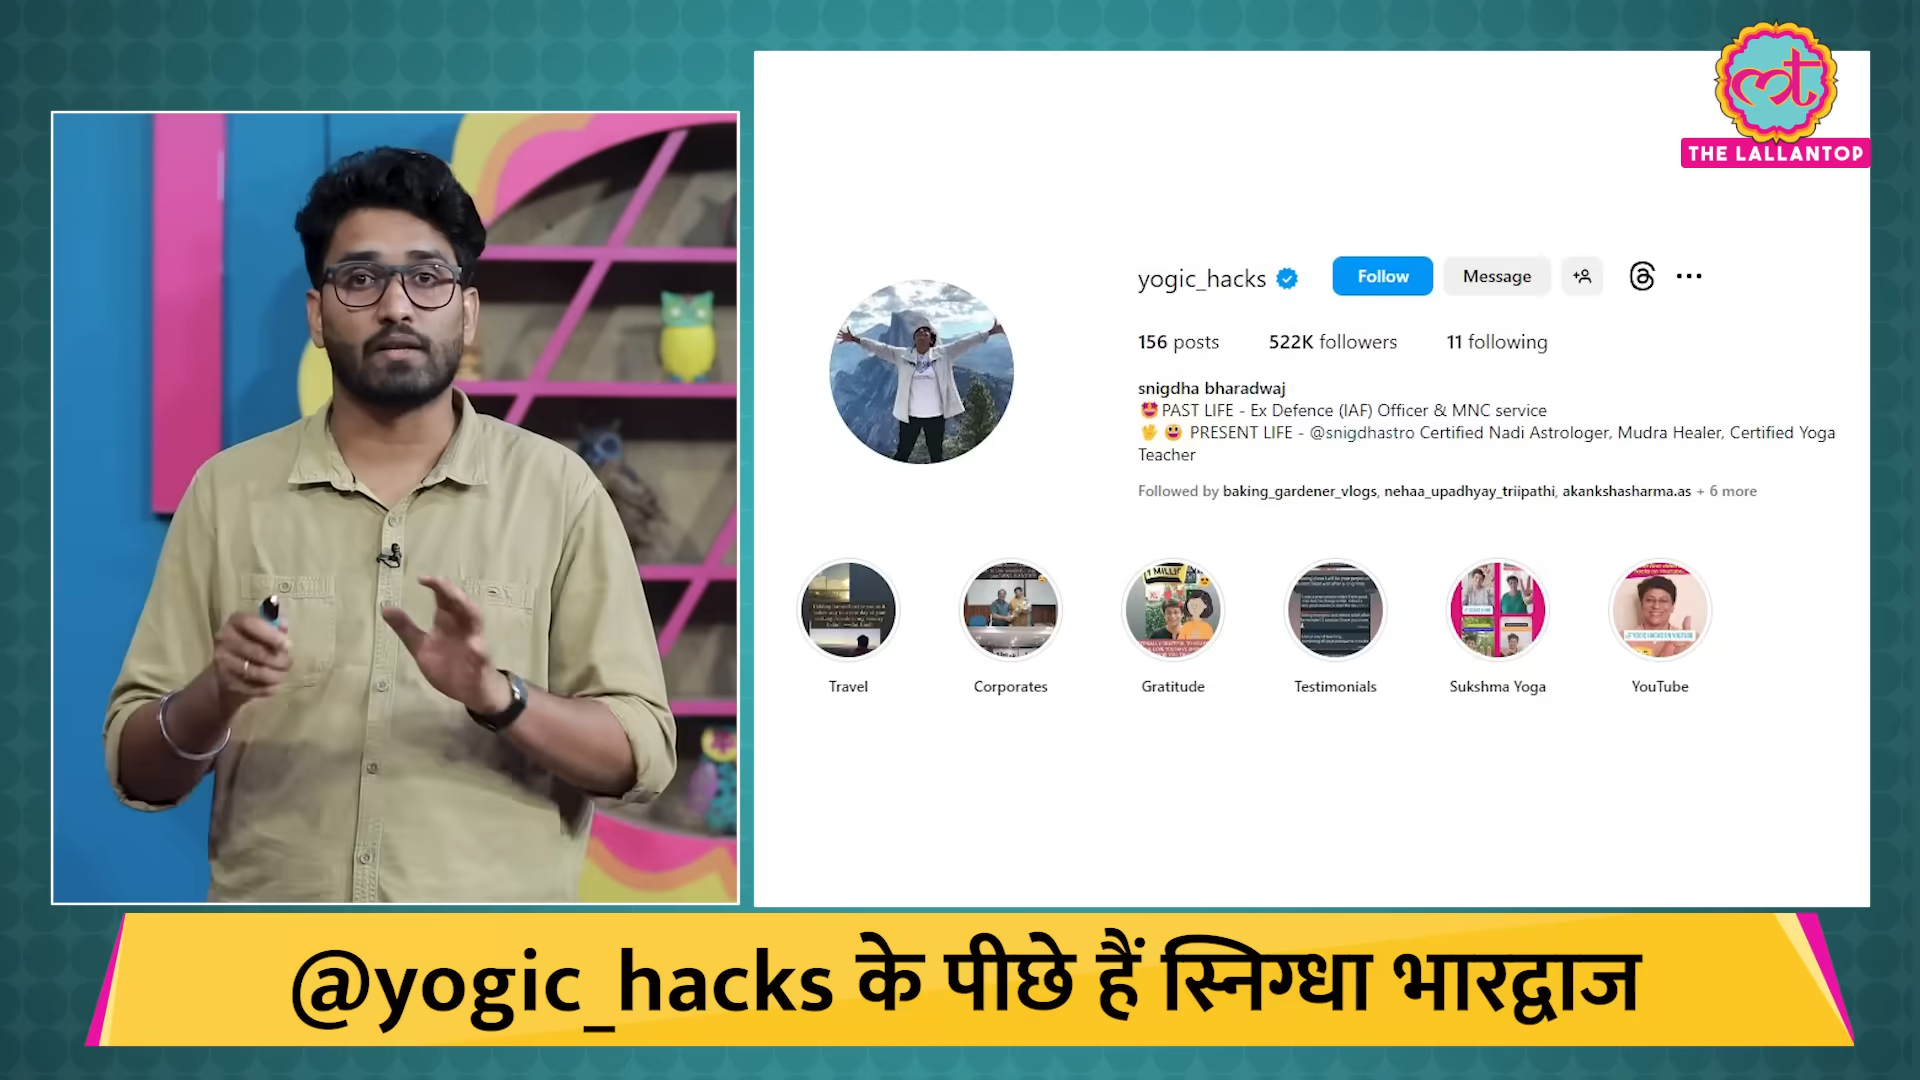 THE LALLANTOP
yogic_hacks
Follow
Message
156 posts 522K followers 11 following
snigdha bharadwaj
🤩PAST LIFE - Ex Defence (IAF) Officer & MNC service
🖖 😃 PRESENT LIFE - @snigdhastro Certified Nadi Astrologer, Mudra Healer, Certified Yoga
Teacher
Followed by baking_gardener_vlogs, nehaa_upadhyay_triipathi, akankshasharma.as + 6 more
Travel
Corporates
Gratitude
Testimonials
Sukshma Yoga
YouTube
@yogic_hacks के पीछे हैं स्निग्धा भारद्वाज